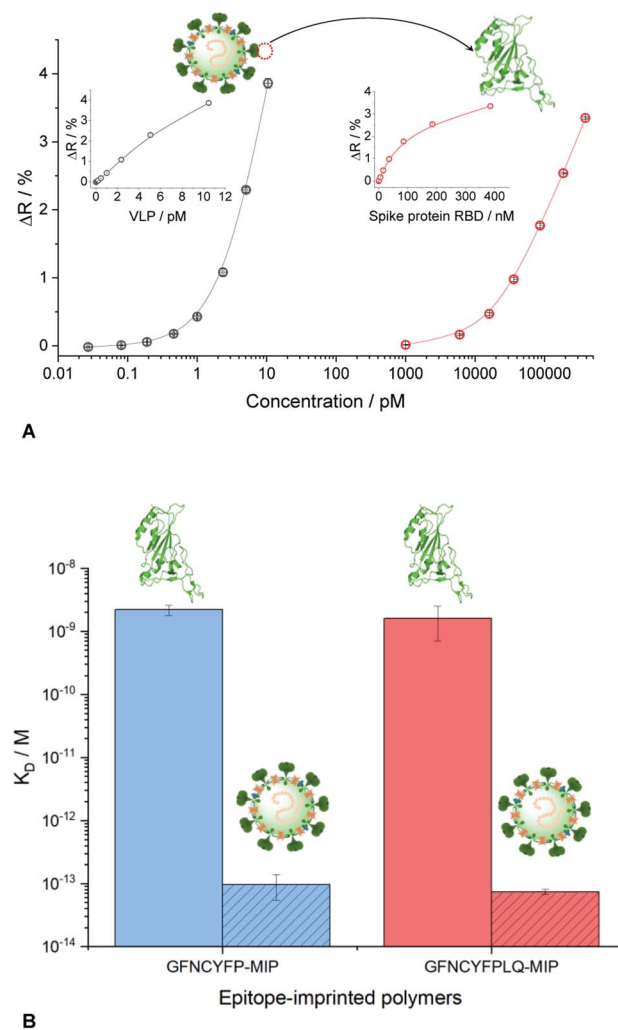 4
3
2
1
0
ΔR / %
4
3
2
1
0
ΔR / %
0 2 4 6 8 10 12
VLP / pM
4
3
2
1
0
ΔR / %
0 100 200 300 400
Spike protein RBD / nM
0.01 0.1 1 10 100 1000 10000 100000
Concentration / pM
A
10⁻⁸
10⁻⁹
10⁻¹⁰
10⁻¹¹
10⁻¹²
10⁻¹³
10⁻¹⁴
K_D / M
GFNCYFP-MIP GFNCYFPLQ-MIP
Epitope-imprinted polymers
B